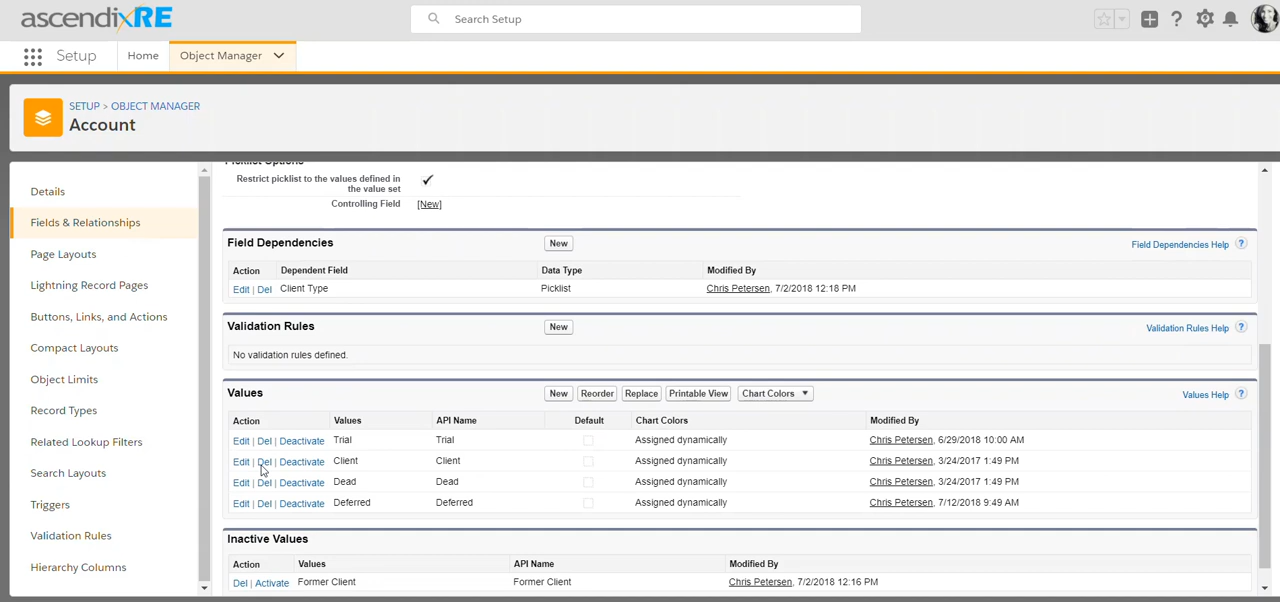 ascendixRE
Search Setup
Setup Home Object Manager
SETUP > OBJECT MANAGER
Account
Details
Fields & Relationships
Page Layouts
Lightning Record Pages
Buttons, Links, and Actions
Compact Layouts
Object Limits
Record Types
Related Lookup Filters
Search Layouts
Triggers
Validation Rules
Hierarchy Columns
Picklist Options
Restrict picklist to the values defined in
the value set
Controlling Field [New]
Field Dependencies New Field Dependencies Help ?
Action Dependent Field Data Type Modified By
Edit | Del Client Type Picklist Chris Petersen, 7/2/2018 12:18 PM
Validation Rules New Validation Rules Help ?
No validation rules defined.
Values New Reorder Replace Printable View Chart Colors Values Help ?
Action Values API Name Default Chart Colors Modified By
Edit | Del | Deactivate Trial Trial Assigned dynamically Chris Petersen, 6/29/2018 10:00 AM
Edit | Del | Deactivate Client Client Assigned dynamically Chris Petersen, 3/24/2017 1:49 PM
Edit | Del | Deactivate Dead Dead Assigned dynamically Chris Petersen, 3/24/2017 1:49 PM
Edit | Del | Deactivate Deferred Deferred Assigned dynamically Chris Petersen, 7/12/2018 9:49 AM
Inactive Values
Action Values API Name Modified By
Del | Activate Former Client Former Client Chris Petersen, 7/2/2018 12:16 PM